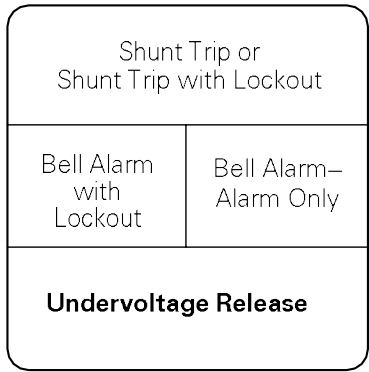 Shunt Trip or
Shunt Trip with Lockout
Bell Alarm
with
Lockout
Bell Alarm–
Alarm Only
Undervoltage Release